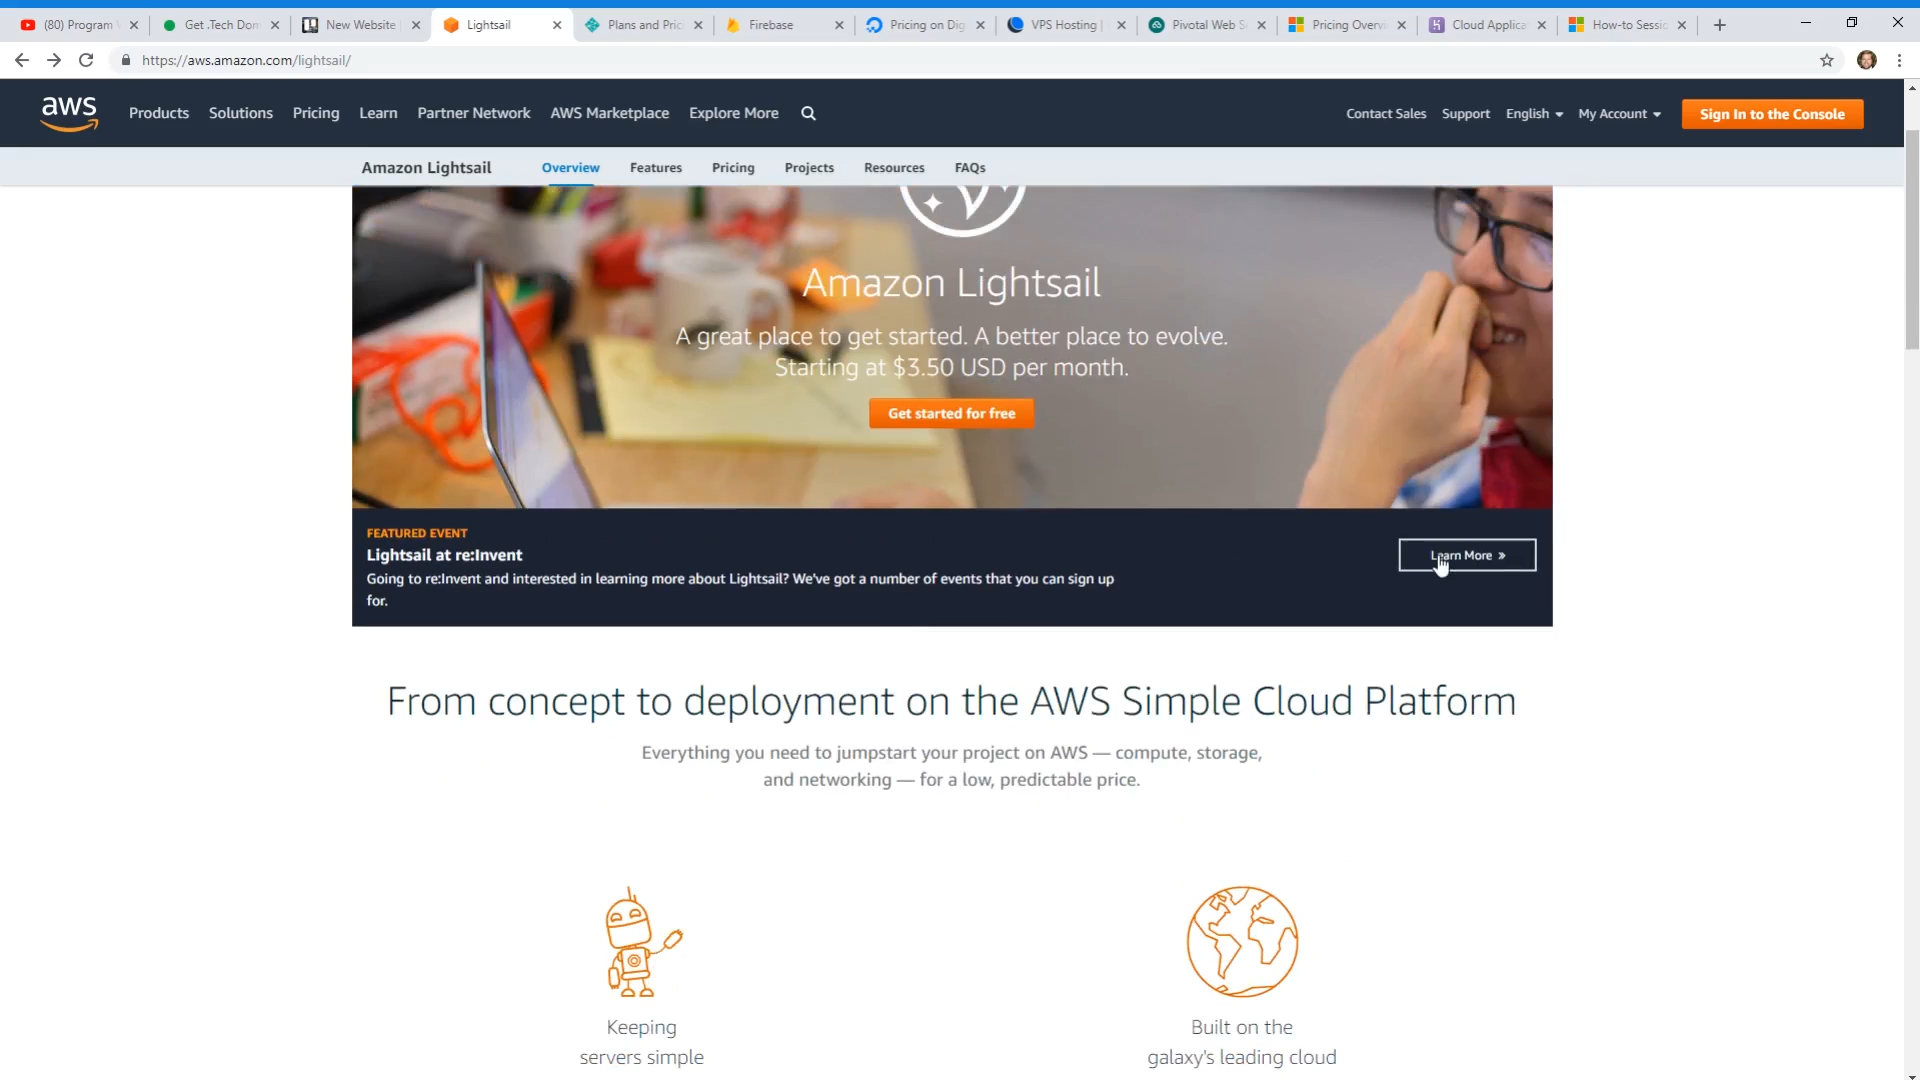 (80) Program
Get .Tech Dom
New Website
Lightsail
Plans and Pric
Firebase
Pricing on Dig
VPS Hosting |
Pivotal Web S
Pricing Overvi
Cloud Applica
How-to Sessic
https://aws.amazon.com/lightsail/
aws
Products
Solutions
Pricing
Learn
Partner Network
AWS Marketplace
Explore More
Contact Sales
Support
English
My Account
Sign In to the Console
Amazon Lightsail
Overview
Features
Pricing
Projects
Resources
FAQs
Amazon Lightsail
A great place to get started. A better place to evolve.
Starting at $3.50 USD per month.
Get started for free
FEATURED EVENT
Lightsail at re:Invent
Going to re:Invent and interested in learning more about Lightsail? We've got a number of events that you can sign up
for.
Learn More »
From concept to deployment on the AWS Simple Cloud Platform
Everything you need to jumpstart your project on AWS — compute, storage,
and networking — for a low, predictable price.
Keeping
servers simple
Built on the
galaxy's leading cloud